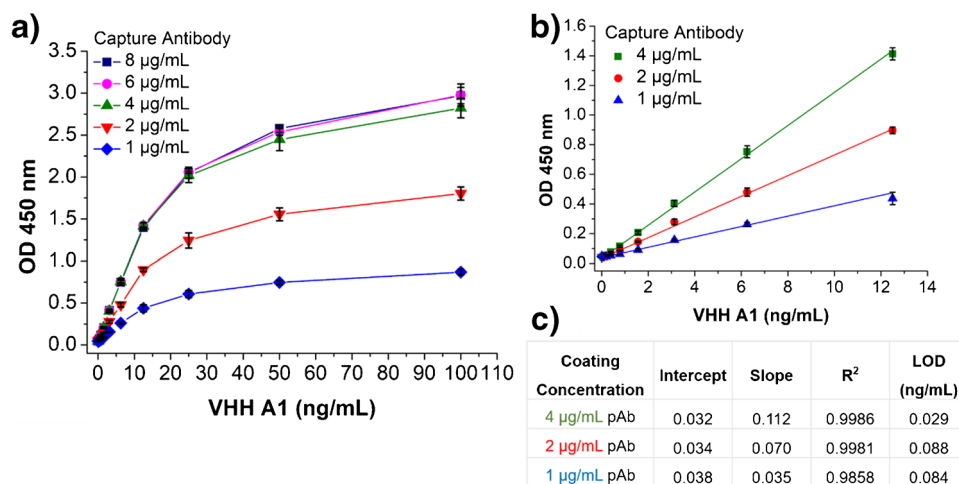 a)
Capture Antibody
8 µg/mL
6 µg/mL
4 µg/mL
2 µg/mL
1 µg/mL
3.5
3.0
2.5
2.0
1.5
1.0
0.5
0.0
OD 450 nm
0 10 20 30 40 50 60 70 80 90 100 110
VHH A1 (ng/mL)
b)
Capture Antibody
4 µg/mL
2 µg/mL
1 µg/mL
1.6
1.4
1.2
1.0
0.8
0.6
0.4
0.2
0.0
OD 450 nm
0 2 4 6 8 10 12 14
VHH A1 (ng/mL)
c)
Coating Concentration Intercept Slope R² LOD (ng/mL)
4 µg/mL pAb 0.032 0.112 0.9986 0.029
2 µg/mL pAb 0.034 0.070 0.9981 0.088
1 µg/mL pAb 0.038 0.035 0.9858 0.084